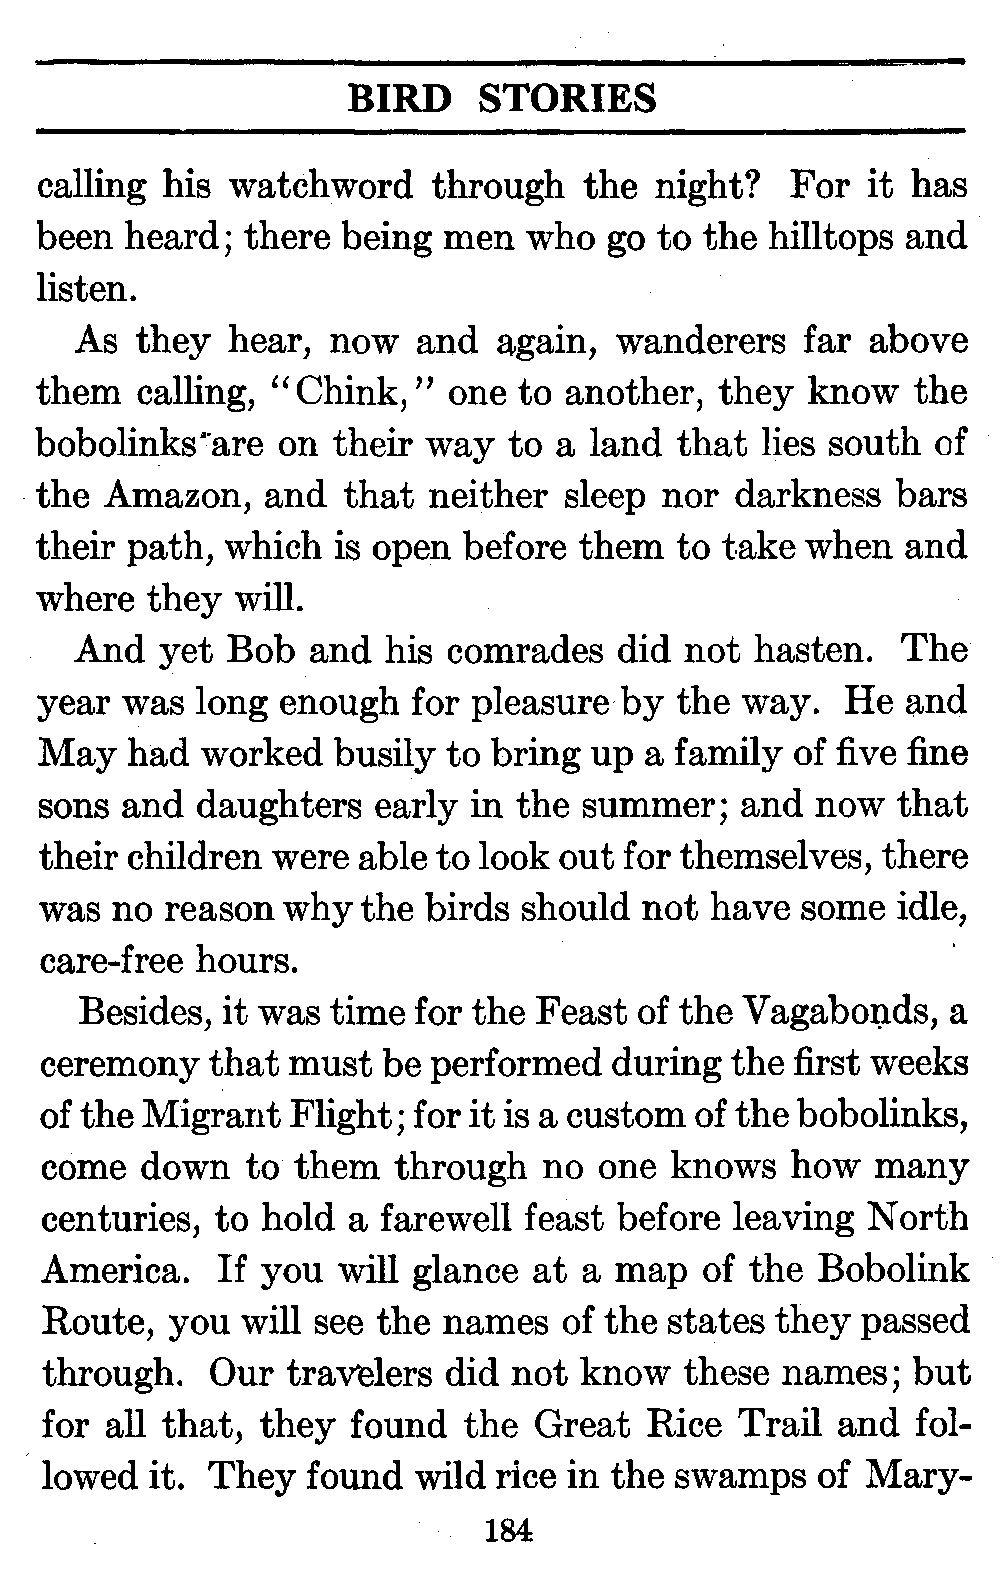 BIRD STORIES
calling his watchword through the night? For it has
been heard; there being men who go to the hilltops and
listen.
As they hear, now and again, wanderers far above
them calling, “Chink,” one to another, they know the
bobolinks are on their way to a land that lies south of
the Amazon, and that neither sleep nor darkness bars
their path, which is open before them to take when and
where they will.
And yet Bob and his comrades did not hasten. The
year was long enough for pleasure by the way. He and
May had worked busily to bring up a family of five fine
sons and daughters early in the summer; and now that
their children were able to look out for themselves, there
was no reason why the birds should not have some idle,
care-free hours.
Besides, it was time for the Feast of the Vagabonds, a
ceremony that must be performed during the first weeks
of the Migrant Flight; for it is a custom of the bobolinks,
come down to them through no one knows how many
centuries, to hold a farewell feast before leaving North
America. If you will glance at a map of the Bobolink
Route, you will see the names of the states they passed
through. Our travelers did not know these names; but
for all that, they found the Great Rice Trail and fol-
lowed it. They found wild rice in the swamps of Mary-
184